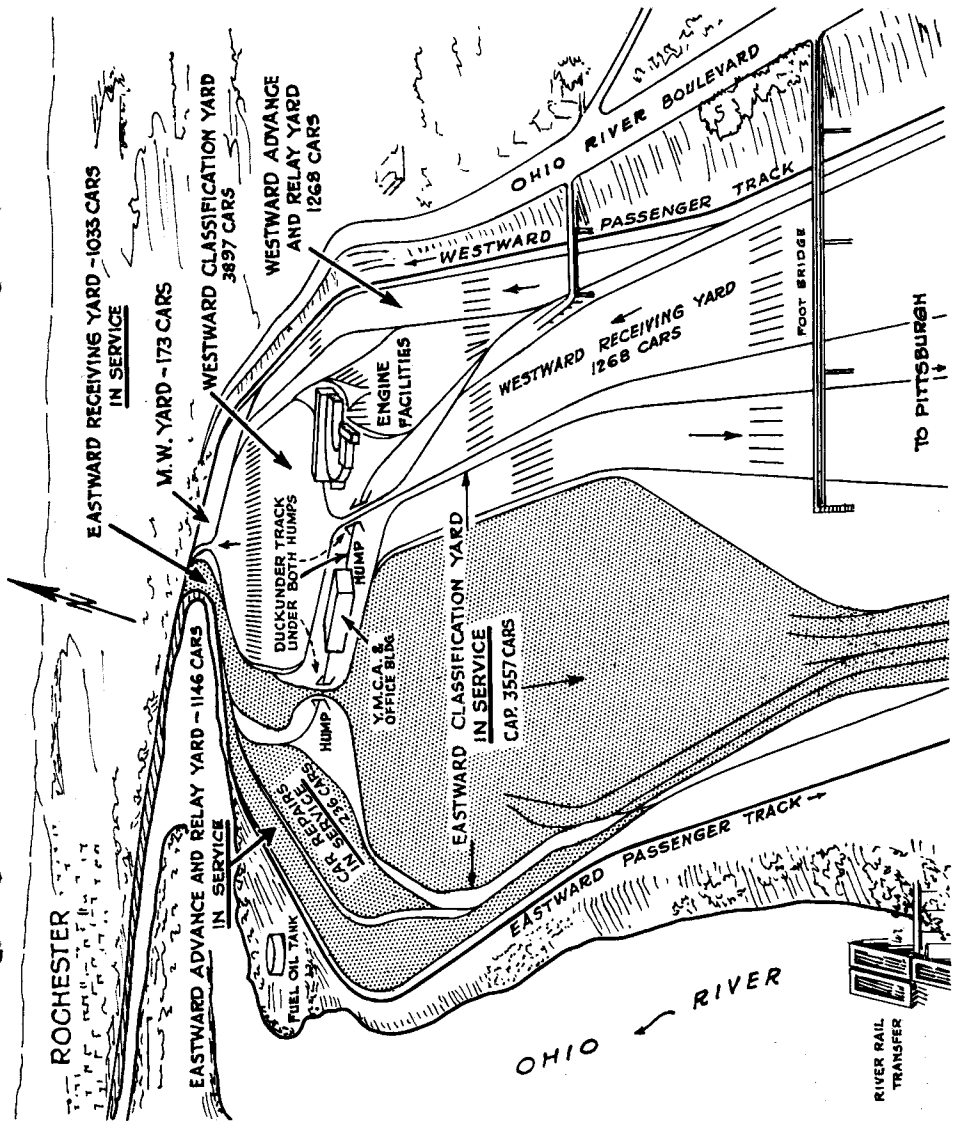 ROCHESTER
EASTWARD RECEIVING YARD-1033 CARS
IN SERVICE
M.W. YARD-173 CARS
WESTWARD CLASSIFICATION YARD
3897 CARS
WESTWARD ADVANCE
AND RELAY YARD
1268 CARS
EASTWARD ADVANCE AND RELAY YARD-1146 CARS
IN SERVICE
N
DUCKUNDER TRACK
UNDER BOTH HUMPS
ENGINE
FACILITIES
HUMP
HUMP
Y.M.C.A. &
OFFICE BLDG
CAR REPAIRS
IN SERVICE
236 CARS
FUEL OIL TANK
EASTWARD CLASSIFICATION YARD
IN SERVICE
CAP. 3557 CARS
WESTWARD PASSENGER TRACK
OHIO RIVER BOULEVARD
WESTWARD RECEIVING YARD
1268 CARS
FOOT BRIDGE
EASTWARD PASSENGER TRACK
OHIO RIVER
RIVER RAIL
TRANSFER
TO PITTSBURGH